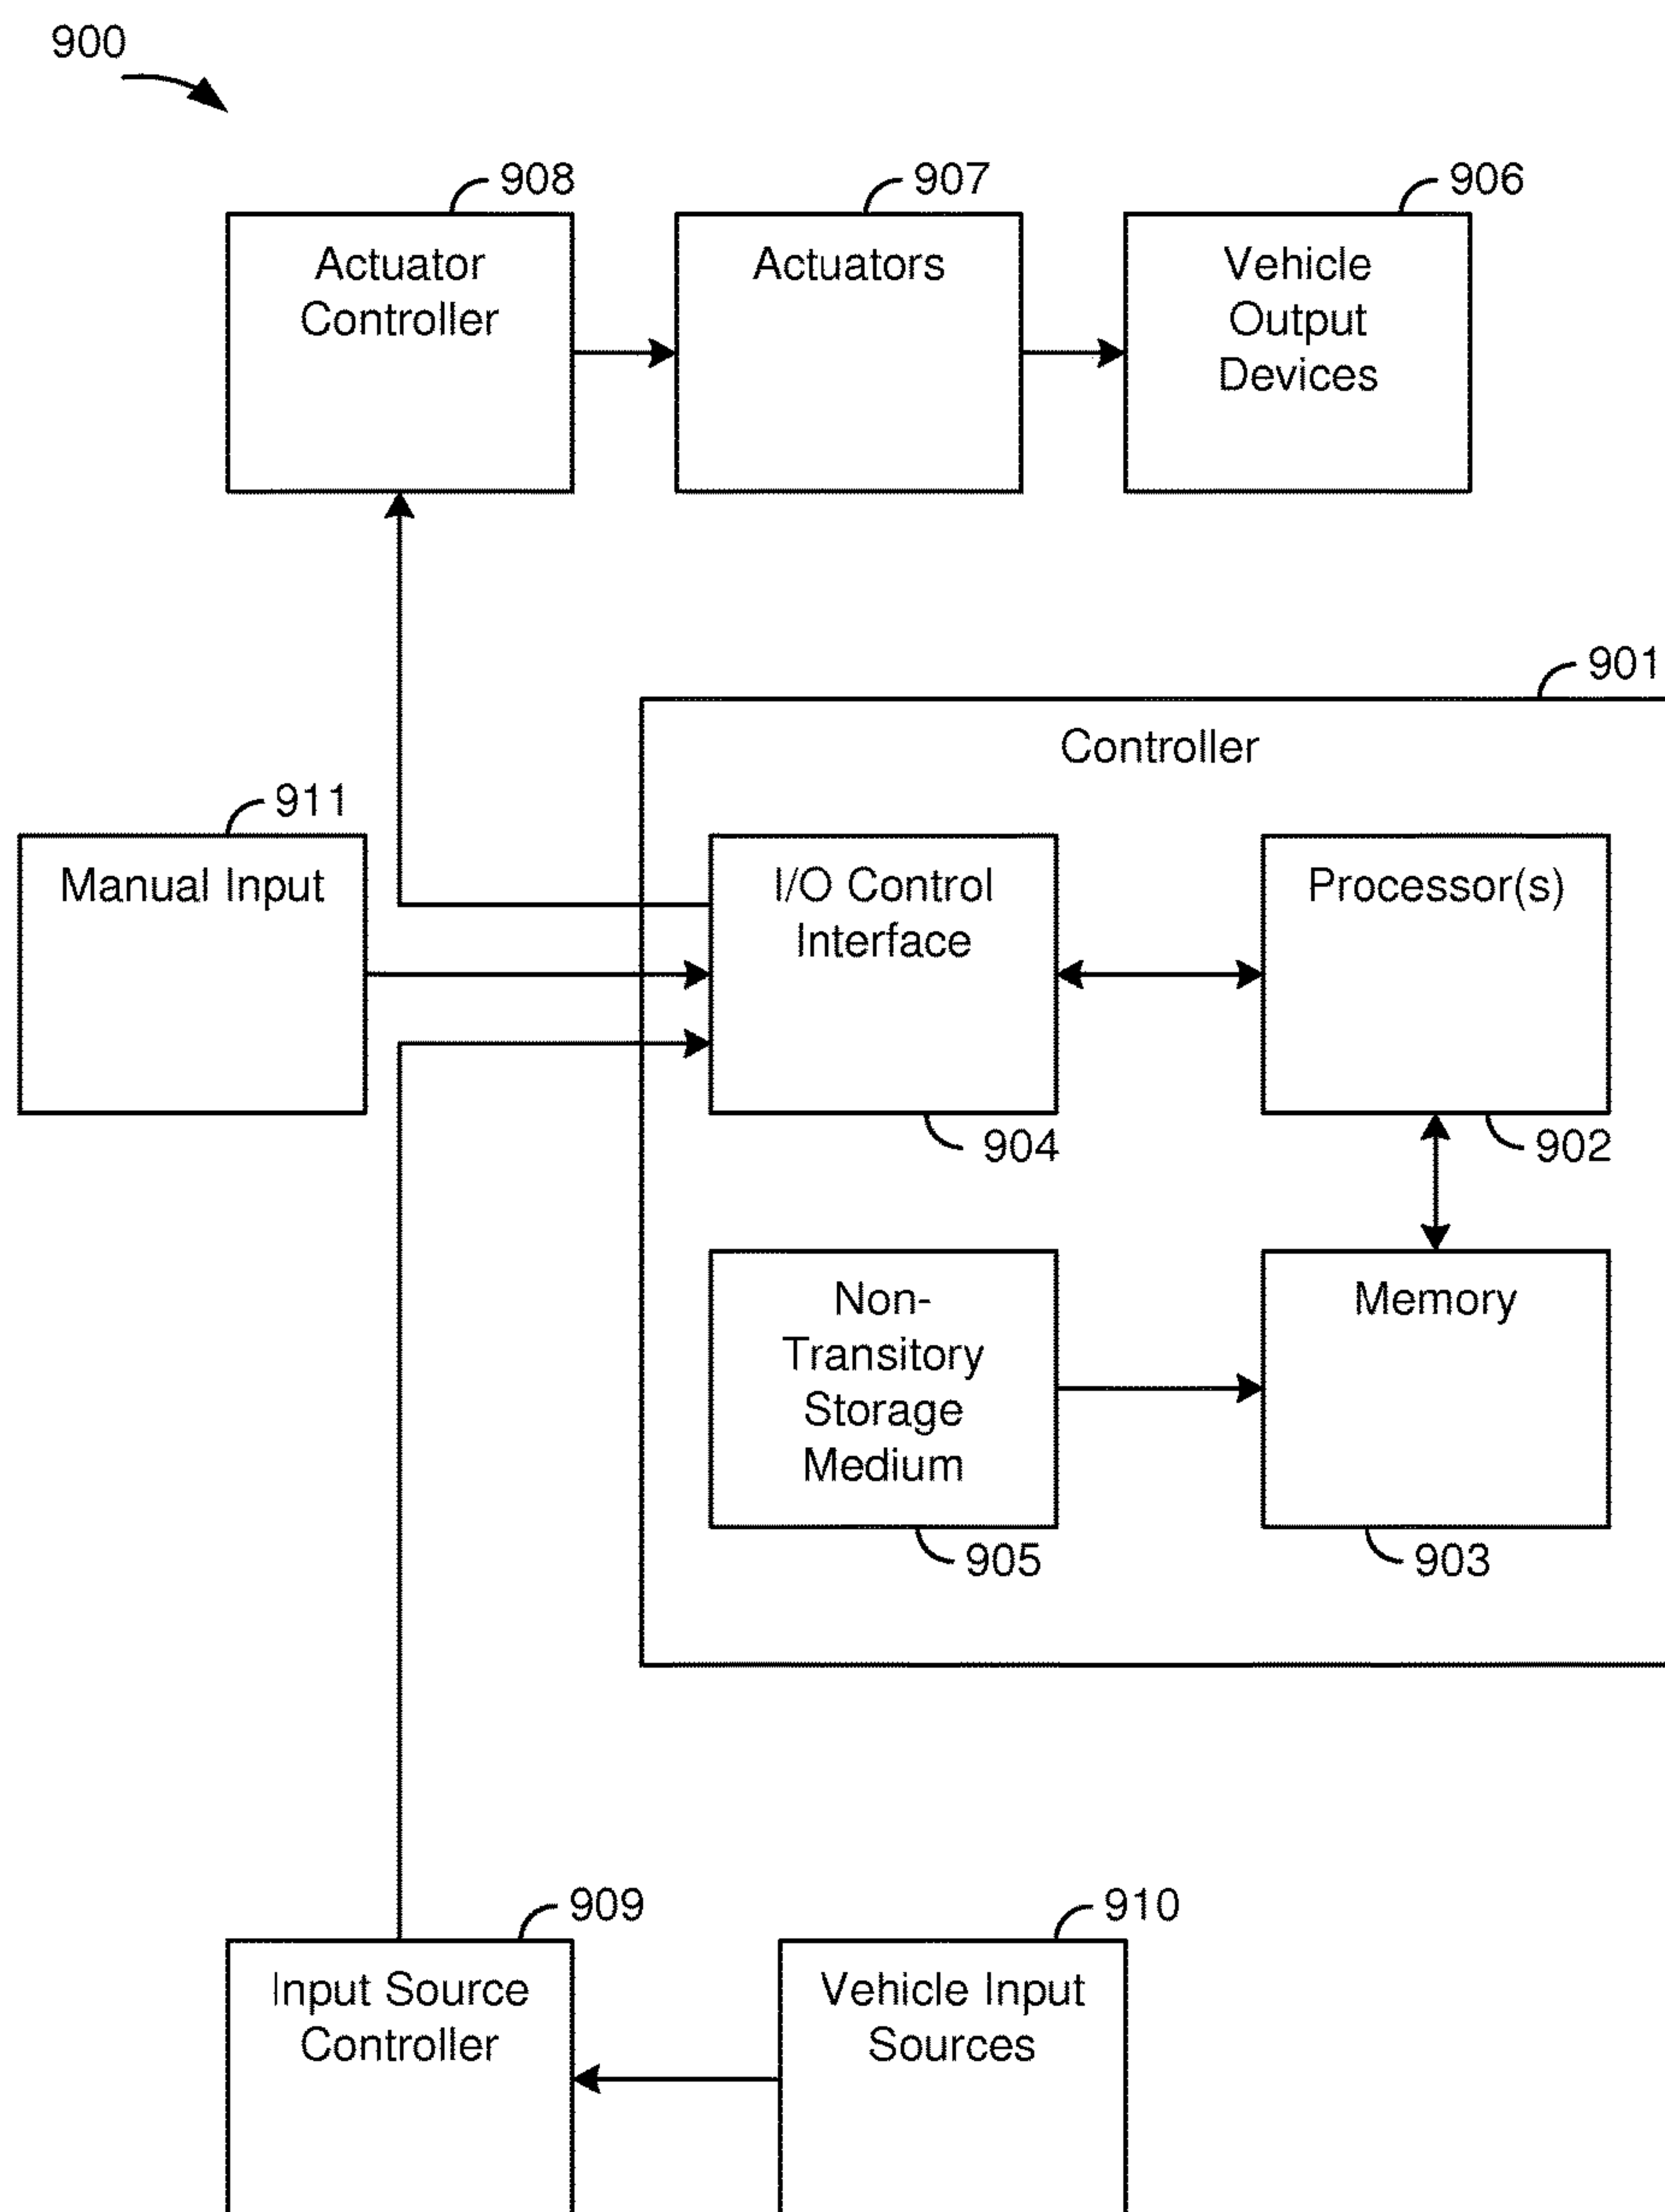 900
908
907
906
Actuator
Controller
Actuators
Vehicle
Output
Devices
901
Controller
911
Manual Input
I/O Control
Interface
Processor(s)
904
902
Non-
Transitory
Storage
Medium
Memory
905
903
909
910
Input Source
Controller
Vehicle Input
Sources